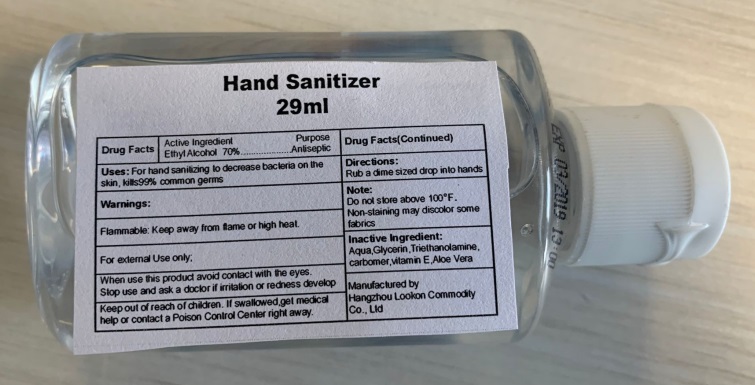 Hand Sanitizer
29ml
Drug Facts
Active Ingredient Purpose
Ethyl Alcohol 70%......................Antiseptic
Uses: For hand sanitizing to decrease bacteria on the
skin, kills99% common germs
Warnings:
Flammable: Keep away from flame or high heat.
For external Use only;
When use this product avoid contact with the eyes.
Stop use and ask a doctor if irritation or redness develop
Keep out of reach of children. If swallowed,get medical
help or contact a Poison Control Center right away.
Drug Facts(Continued)
Directions:
Rub a dime sized drop into hands
Note:
Do not store above 100°F.
Non-staining may discolor some
fabrics
Inactive Ingredient:
Aqua,Glycerin,Triethanolamine,
carbomer,vitamin E,Aloe Vera
Manufactured by
Hangzhou Lookon Commodity
Co., Ltd
EXP 03/2019 13:00